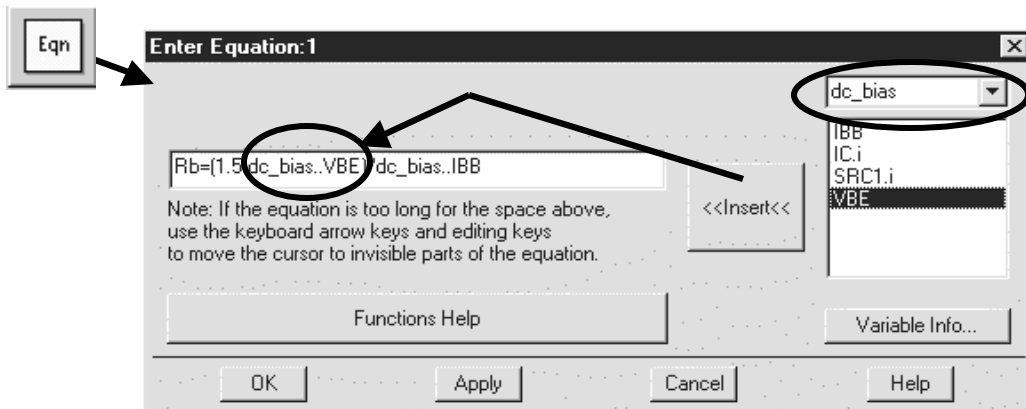 Eqn
Enter Equation:1
dc_bias
IBB
IC.i
SRC1.i
VBE
Rb=(1.5 dc_bias..VBE) dc_bias..IBB
<<Insert<<
Note: If the equation is too long for the space above,
use the keyboard arrow keys and editing keys
to move the cursor to invisible parts of the equation.
Functions Help
Variable Info...
OK
Apply
Cancel
Help